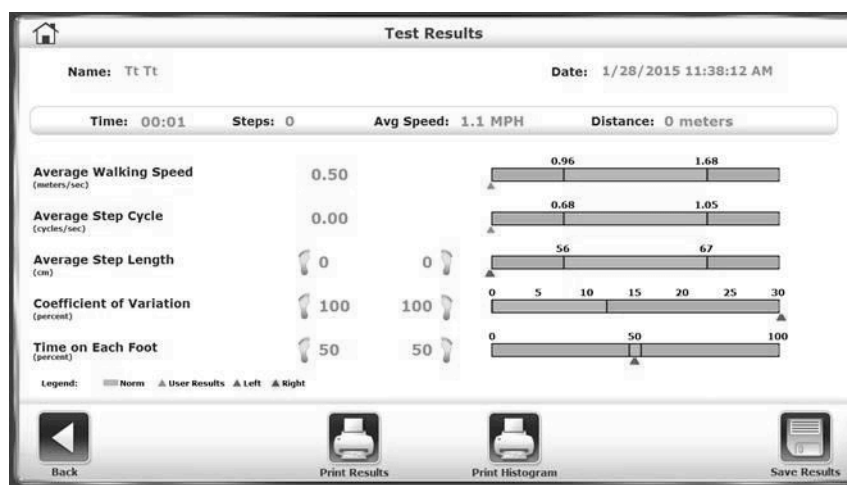 Test Results
Name: Tt Tt Date: 1/28/2015 11:38:12 AM
Time: 00:01 Steps: 0 Avg Speed: 1.1 MPH Distance: 0 meters
0.96 1.68
Average Walking Speed 0.50
(meters/sec)
0.68 1.05
Average Step Cycle 0.00
(cycles/sec)
56 67
Average Step Length 0 0
(cm)
0 5 10 15 20 25 30
Coefficient of Variation 100 100
(percent)
0 50 100
Time on Each Foot 50 50
(percent)
Legend: Norm User Results Left Right
Back Print Results Print Histogram Save Results